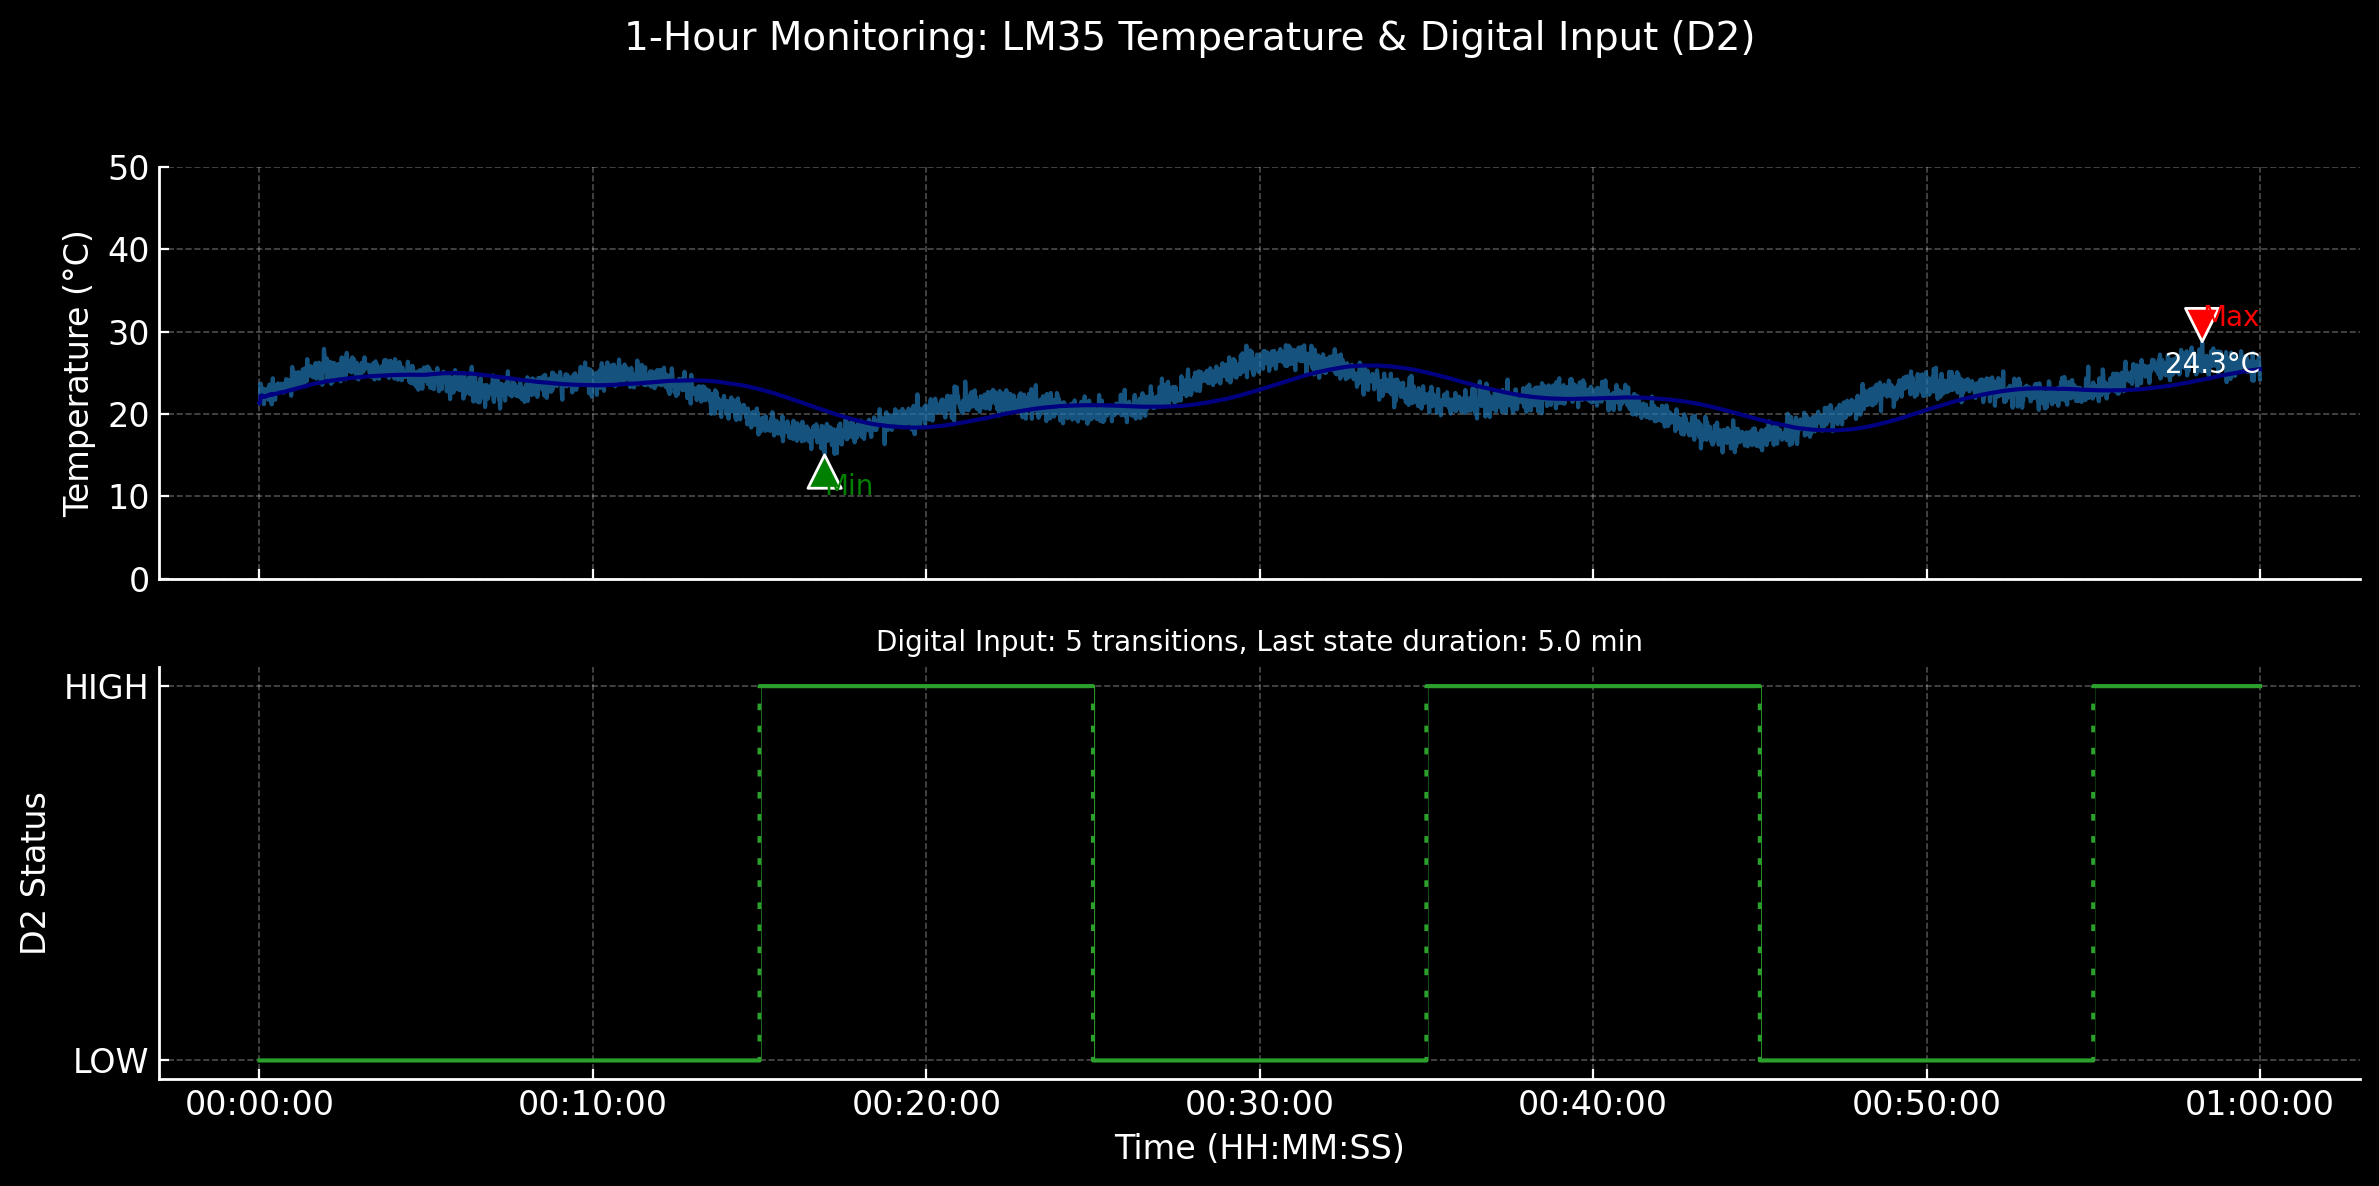 1-Hour Monitoring: LM35 Temperature & Digital Input (D2)
Temperature (°C)
50
40
30
20
10
0
Max
24.3°C
Min
Digital Input: 5 transitions, Last state duration: 5.0 min
D2 Status
HIGH
LOW
00:00:00 00:10:00 00:20:00 00:30:00 00:40:00 00:50:00 01:00:00
Time (HH:MM:SS)